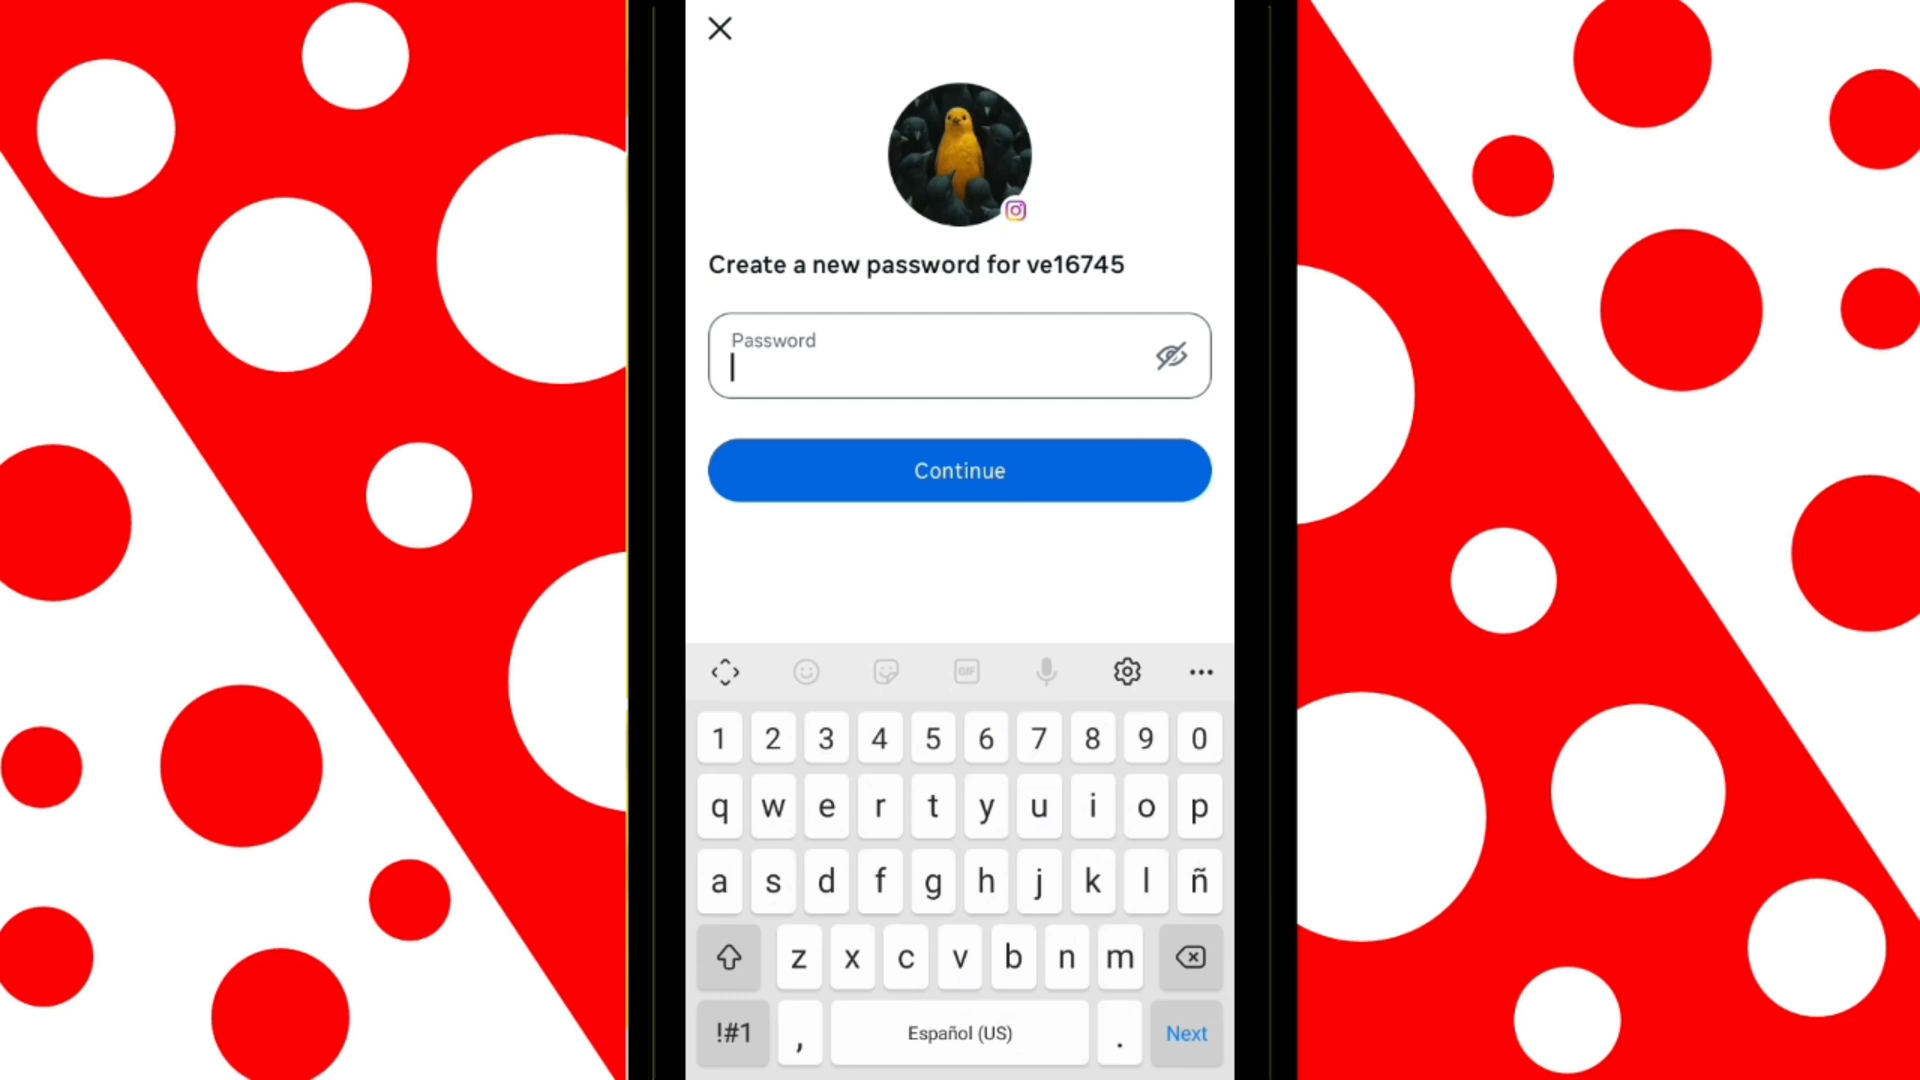 Create a new password for ve16745
Password
Continue
GIF
1 2 3 4 5 6 7 8 9 0
q w e r t y u i o p
a s d f g h j k l ñ
z x c v b n m
!#1 , Español (US) . Next